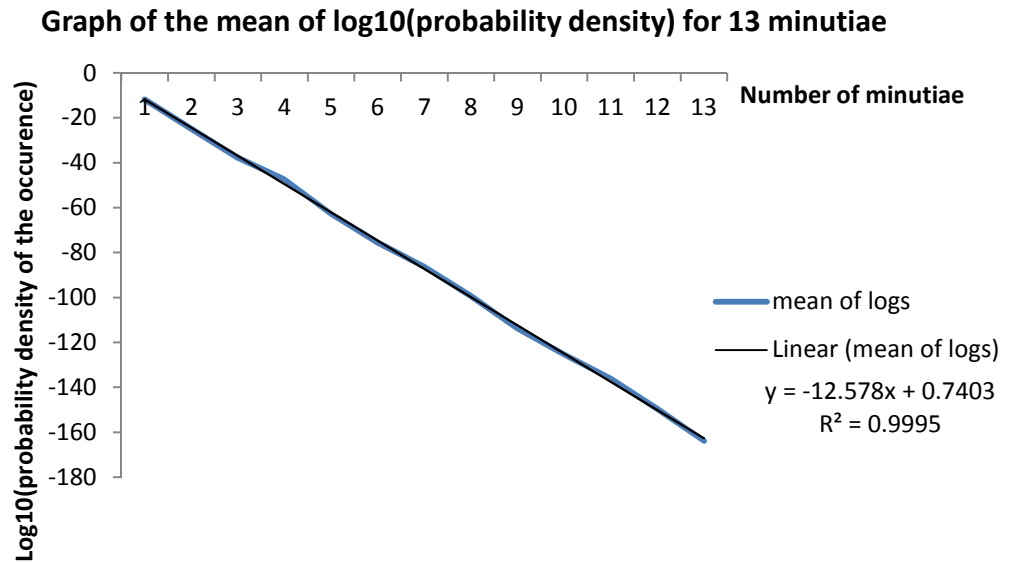 Graph of the mean of log10(probability density) for 13 minutiae
Log10(probability density of the occurence)
0
-20
-40
-60
-80
-100
-120
-140
-160
-180
1 2 3 4 5 6 7 8 9 10 11 12 13
Number of minutiae
mean of logs
Linear (mean of logs)
y = -12.578x + 0.7403
R² = 0.9995